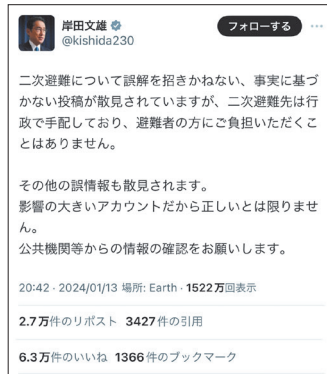 岸田文雄
@kishida230
フォローする
二次避難について誤解を招きかねない、事実に基づ
かない投稿が散見されていますが、二次避難先は行
政で手配しており、避難者の方にご負担いただくこ
とはありません。
その他の誤情報も散見されます。
影響の大きいアカウントだから正しいとは限りませ
ん。
公共機関等からの情報の確認をお願いします。
20:42 · 2024/01/13 場所: Earth · 1522万回表示
2.7万件のリポスト 3427件の引用
6.3万件のいいね 1366件のブックマーク